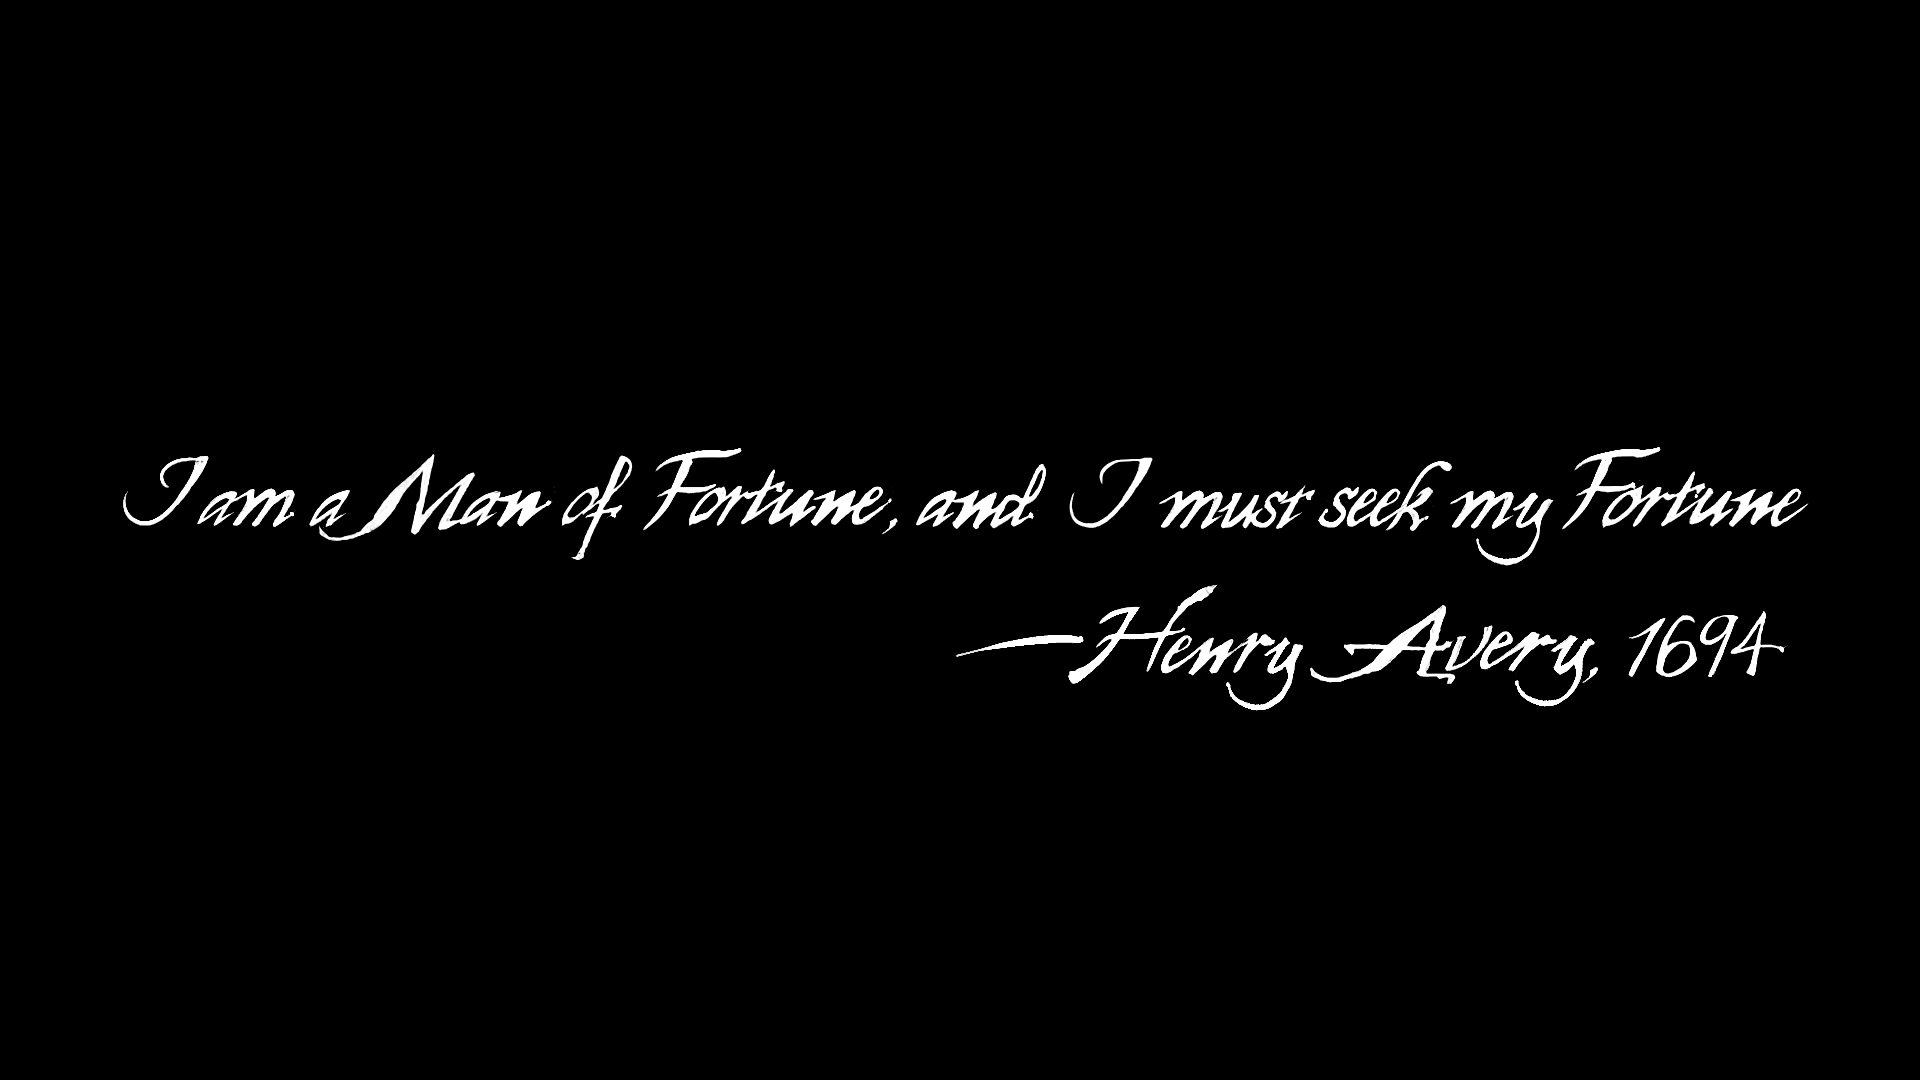 I am a Man of Fortune, and I must seek my Fortune
—Henry Avery, 1694